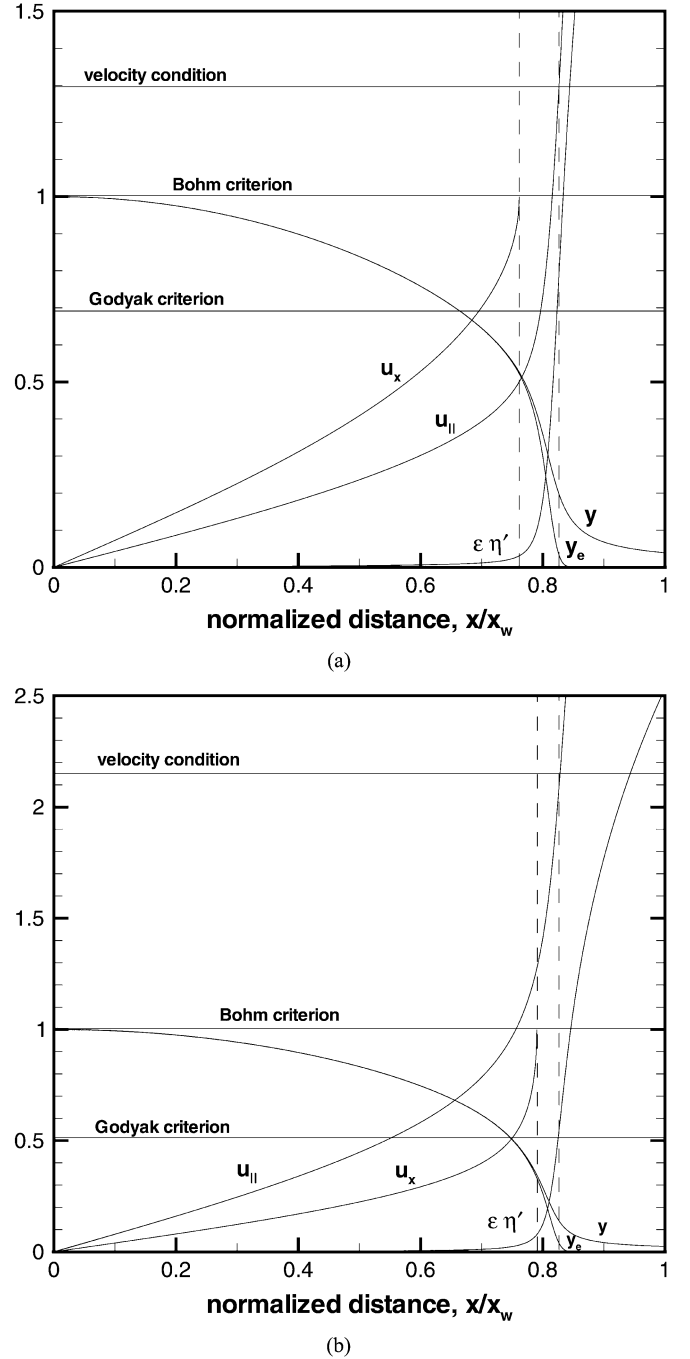 1.5
velocity condition
1
Bohm criterion
Godyak criterion
u_x
0.5
u_||
y
ε η′
y_e
0
0 0.2 0.4 0.6 0.8 1
normalized distance, x/x_w
(a)
2.5
velocity condition
2
1.5
Bohm criterion
1
Godyak criterion
0.5
u_||
u_x
ε η′
y
y_e
0
0 0.2 0.4 0.6 0.8 1
normalized distance, x/x_w
(b)